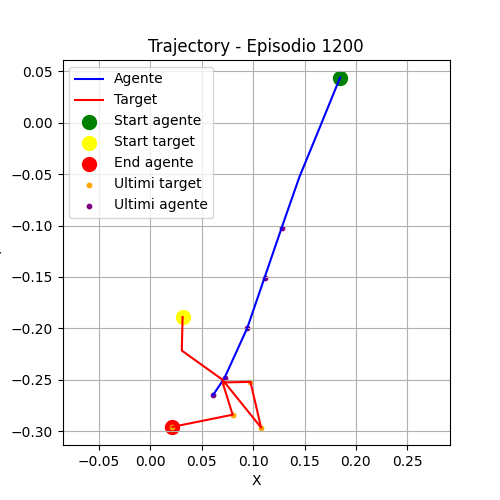 Trajectory - Episodio 1200
Agente
Target
Start agente
Start target
End agente
Ultimi target
Ultimi agente
0.05
0.00
−0.05
−0.10
−0.15
−0.20
−0.25
−0.30
−0.05 0.00 0.05 0.10 0.15 0.20 0.25
X